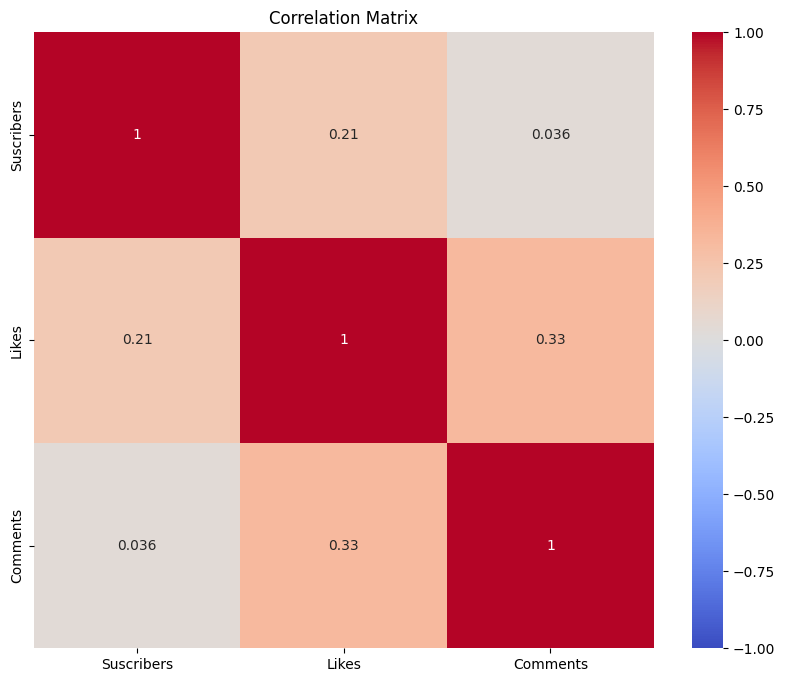 Correlation Matrix
Suscribers
1
0.21
0.036
Likes
0.21
1
0.33
Comments
0.036
0.33
1
Suscribers
Likes
Comments
1.00
0.75
0.50
0.25
0.00
−0.25
−0.50
−0.75
−1.00